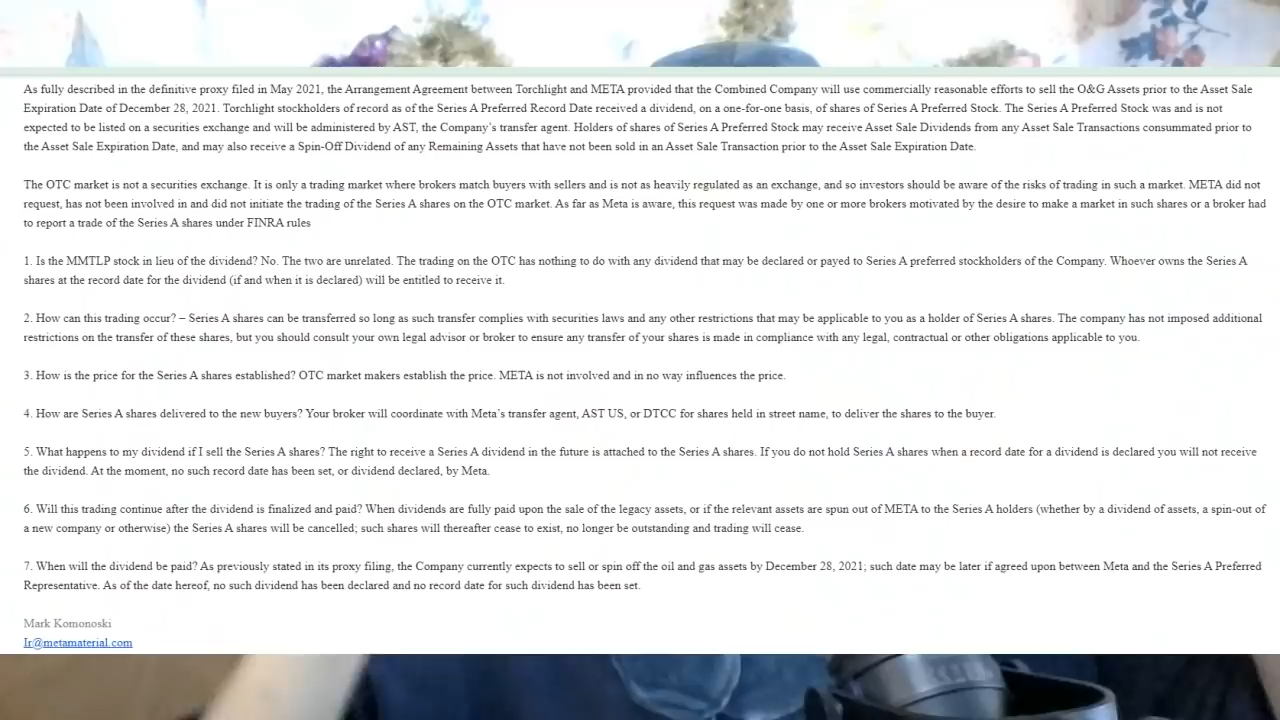 As fully described in the definitive proxy filed in May 2021, the Arrangement Agreement between Torchlight and META provided that the Combined Company will use commercially reasonable efforts to sell the O&G Assets prior to the Asset Sale
Expiration Date of December 28, 2021. Torchlight stockholders of record as of the Series A Preferred Record Date received a dividend, on a one-for-one basis, of shares of Series A Preferred Stock. The Series A Preferred Stock was and is not
expected to be listed on a securities exchange and will be administered by AST, the Company's transfer agent. Holders of shares of Series A Preferred Stock may receive Asset Sale Dividends from any Asset Sale Transactions consummated prior to
the Asset Sale Expiration Date, and may also receive a Spin-Off Dividend of any Remaining Assets that have not been sold in an Asset Sale Transaction prior to the Asset Sale Expiration Date.
The OTC market is not a securities exchange. It is only a trading market where brokers match buyers with sellers and is not as heavily regulated as an exchange, and so investors should be aware of the risks of trading in such a market. META did not
request, has not been involved in and did not initiate the trading of the Series A shares on the OTC market. As far as Meta is aware, this request was made by one or more brokers motivated by the desire to make a market in such shares or a broker had
to report a trade of the Series A shares under FINRA rules
1. Is the MMTLP stock in lieu of the dividend? No. The two are unrelated. The trading on the OTC has nothing to do with any dividend that may be declared or payed to Series A preferred stockholders of the Company. Whoever owns the Series A
shares at the record date for the dividend (if and when it is declared) will be entitled to receive it.
2. How can this trading occur? – Series A shares can be transferred so long as such transfer complies with securities laws and any other restrictions that may be applicable to you as a holder of Series A shares. The company has not imposed additional
restrictions on the transfer of these shares, but you should consult your own legal advisor or broker to ensure any transfer of your shares is made in compliance with any legal, contractual or other obligations applicable to you.
3. How is the price for the Series A shares established? OTC market makers establish the price. META is not involved and in no way influences the price.
4. How are Series A shares delivered to the new buyers? Your broker will coordinate with Meta's transfer agent, AST US, or DTCC for shares held in street name, to deliver the shares to the buyer.
5. What happens to my dividend if I sell the Series A shares? The right to receive a Series A dividend in the future is attached to the Series A shares. If you do not hold Series A shares when a record date for a dividend is declared you will not receive
the dividend. At the moment, no such record date has been set, or dividend declared, by Meta.
6. Will this trading continue after the dividend is finalized and paid? When dividends are fully paid upon the sale of the legacy assets, or if the relevant assets are spun out of META to the Series A holders (whether by a dividend of assets, a spin-out of
a new company or otherwise) the Series A shares will be cancelled; such shares will thereafter cease to exist, no longer be outstanding and trading will cease.
7. When will the dividend be paid? As previously stated in its proxy filing, the Company currently expects to sell or spin off the oil and gas assets by December 28, 2021; such date may be later if agreed upon between Meta and the Series A Preferred
Representative. As of the date hereof, no such dividend has been declared and no record date for such dividend has been set.
Mark Komonoski
Ir@metamaterial.com